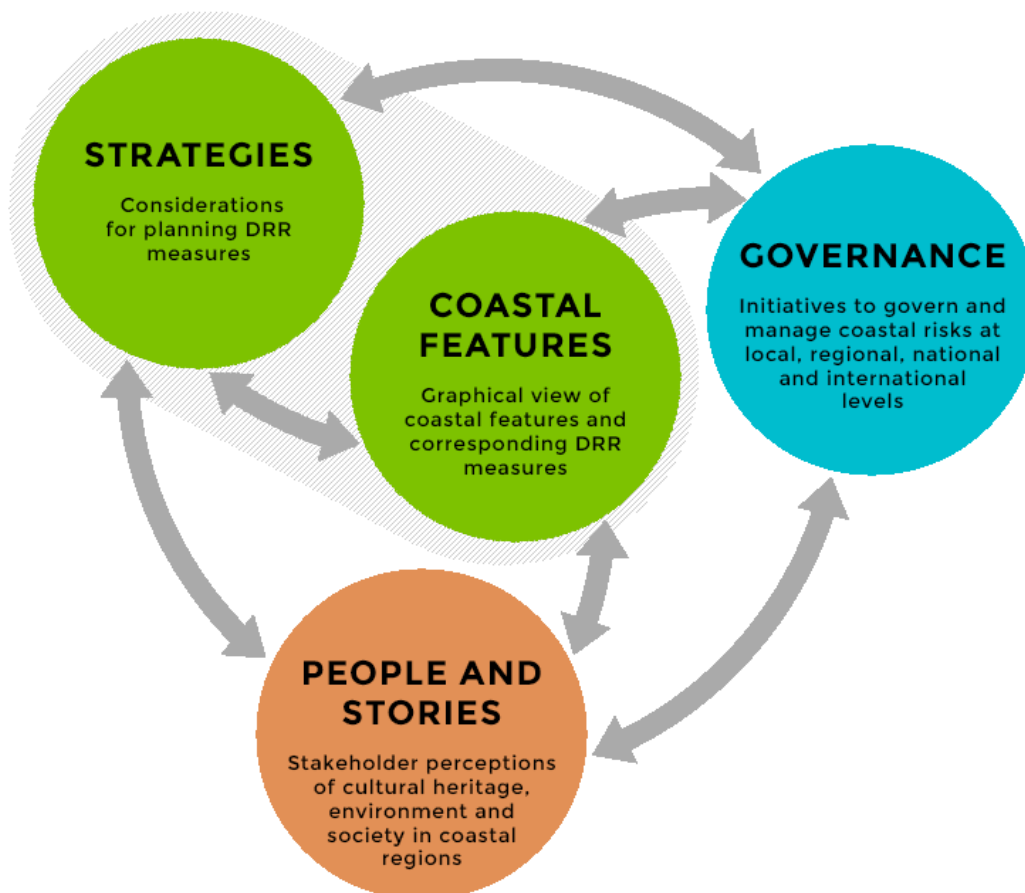 STRATEGIES
Considerations
for planning DRR
measures
COASTAL
FEATURES
Graphical view of
coastal features and
corresponding DRR
measures
GOVERNANCE
Initiatives to govern and
manage coastal risks at
local, regional, national
and international
levels
PEOPLE AND
STORIES
Stakeholder perceptions
of cultural heritage,
environment and
society in coastal
regions